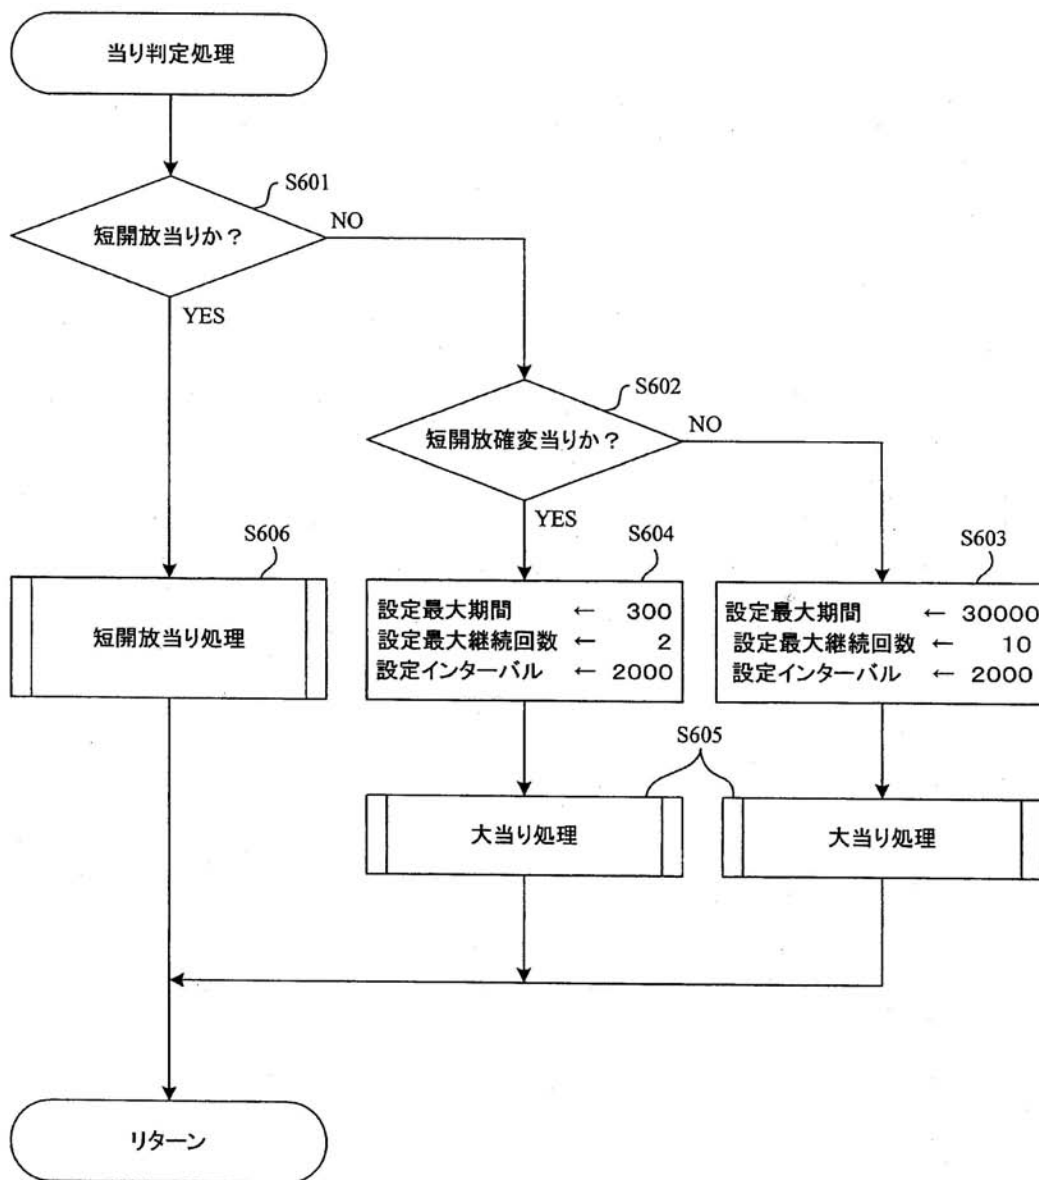 当り判定処理
S601
短開放当りか？
NO
YES
S602
短開放確変当りか？
NO
YES
S606
短開放当り処理
S604
設定最大期間 ← 300
設定最大継続回数 ← 2
設定インターバル ← 2000
S603
設定最大期間 ← 30000
設定最大継続回数 ← 10
設定インターバル ← 2000
S605
大当り処理
大当り処理
リターン